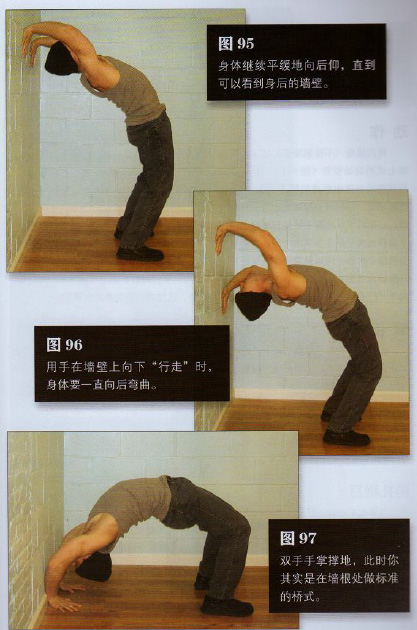 图 95
身体继续平缓地向后仰，直到
可以看到身后的墙壁。
图 96
用手在墙壁上向下“行走”时，
身体要一直向后弯曲。
图 97
双手手掌撑地，此时你
其实是在墙根处做标准
的桥式。